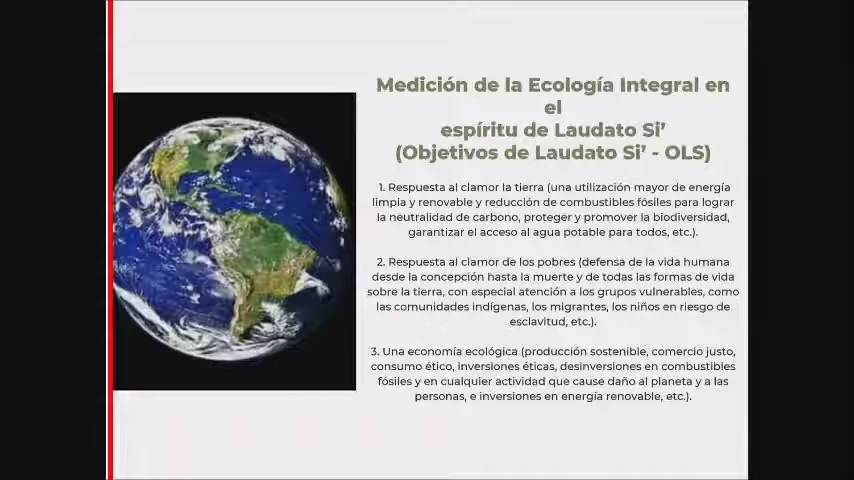 Medición de la Ecología Integral en
el
espíritu de Laudato Si’
(Objetivos de Laudato Si’ - OLS)
1. Respuesta al clamor la tierra (una utilización mayor de energía
limpia y renovable y reducción de combustibles fósiles para lograr
la neutralidad de carbono, proteger y promover la biodiversidad,
garantizar el acceso al agua potable para todos, etc.).
2. Respuesta al clamor de los pobres (defensa de la vida humana
desde la concepción hasta la muerte y de todas las formas de vida
sobre la tierra, con especial atención a los grupos vulnerables, como
las comunidades indígenas, los migrantes, los niños en riesgo de
esclavitud, etc.).
3. Una economía ecológica (producción sostenible, comercio justo,
consumo ético, inversiones éticas, desinversiones en combustibles
fósiles y en cualquier actividad que cause daño al planeta y a las
personas, e inversiones en energía renovable, etc.).